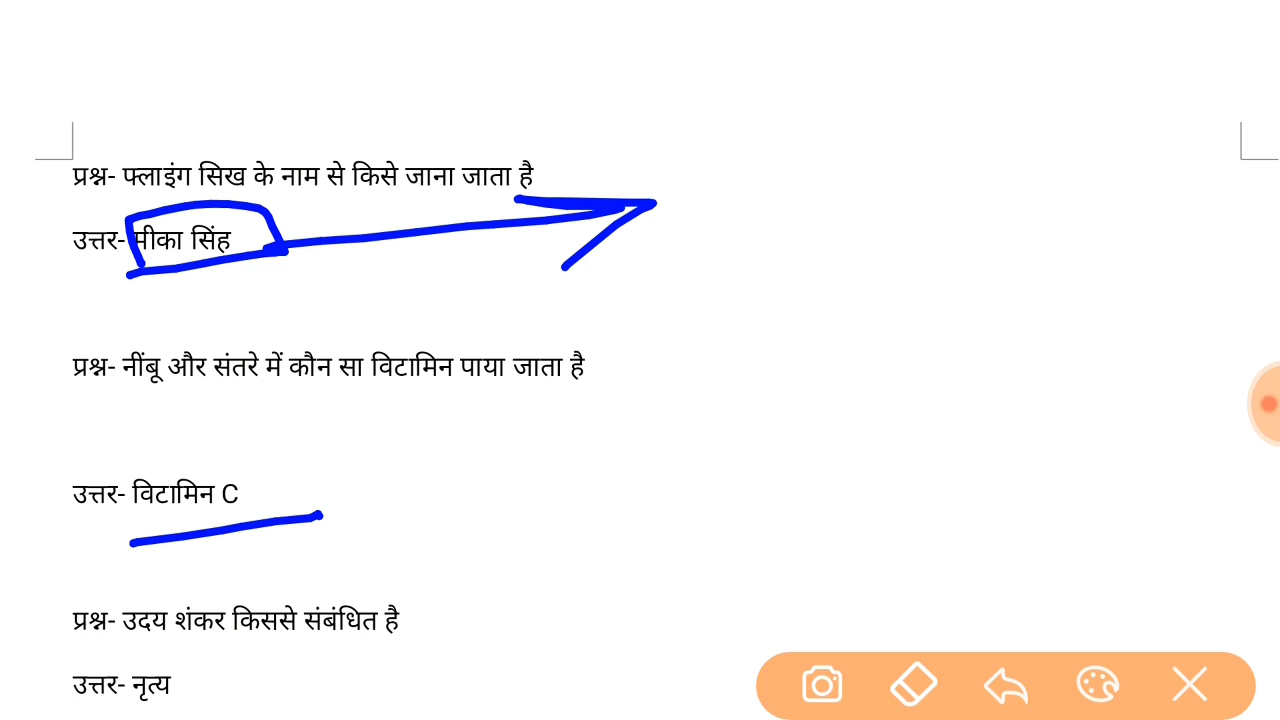 प्रश्न- फ्लाइंग सिख के नाम से किसे जाना जाता है
उत्तर- मीका सिंह
प्रश्न- नींबू और संतरे में कौन सा विटामिन पाया जाता है
उत्तर- विटामिन C
प्रश्न- उदय शंकर किससे संबंधित है
उत्तर- नृत्य